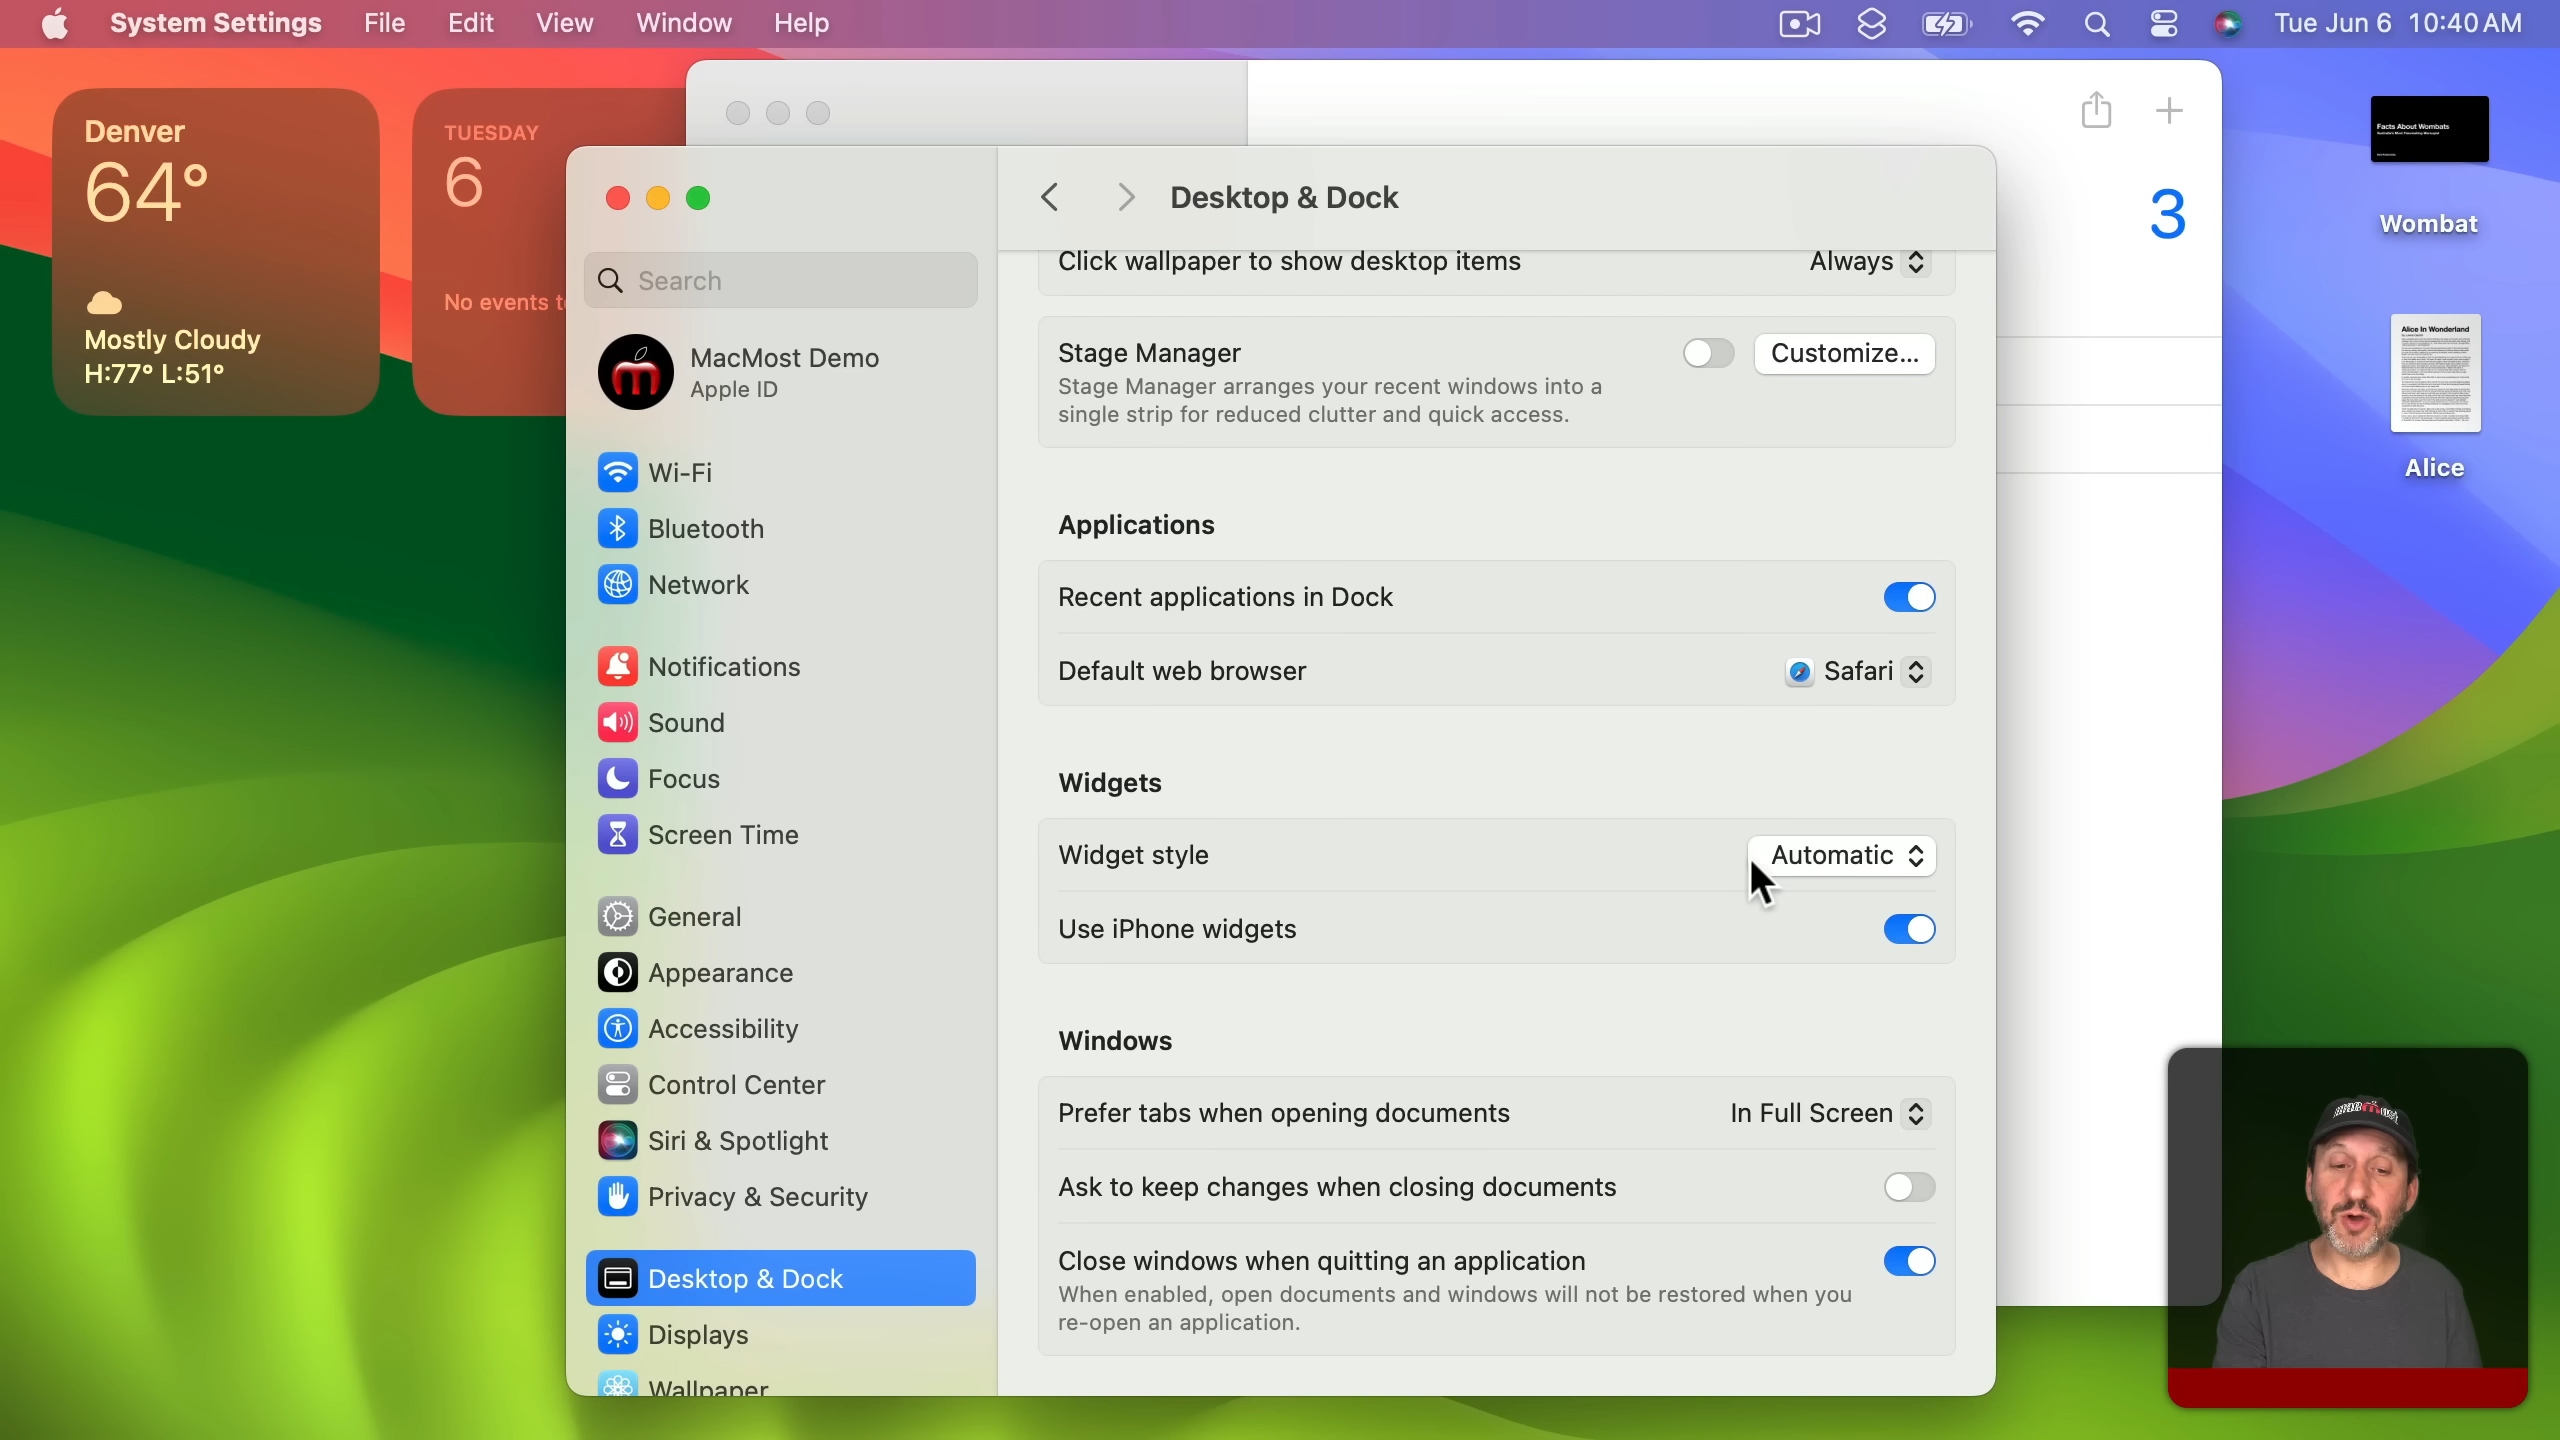 System Settings File Edit View Window Help
Tue Jun 6 10:40 AM
Denver
64°
Mostly Cloudy
H:77° L:51°
TUESDAY
6
No events t
Search
MacMost Demo
Apple ID
Wi-Fi
Bluetooth
Network
Notifications
Sound
Focus
Screen Time
General
Appearance
Accessibility
Control Center
Siri & Spotlight
Privacy & Security
Desktop & Dock
Displays
Wallpaper
Desktop & Dock
Click wallpaper to show desktop items Always
Stage Manager Customize...
Stage Manager arranges your recent windows into a
single strip for reduced clutter and quick access.
Applications
Recent applications in Dock
Default web browser Safari
Widgets
Widget style Automatic
Use iPhone widgets
Windows
Prefer tabs when opening documents In Full Screen
Ask to keep changes when closing documents
Close windows when quitting an application
When enabled, open documents and windows will not be restored when you
re-open an application.
3
Facts About Wombats
Wombat
Alice In Wonderland
Alice